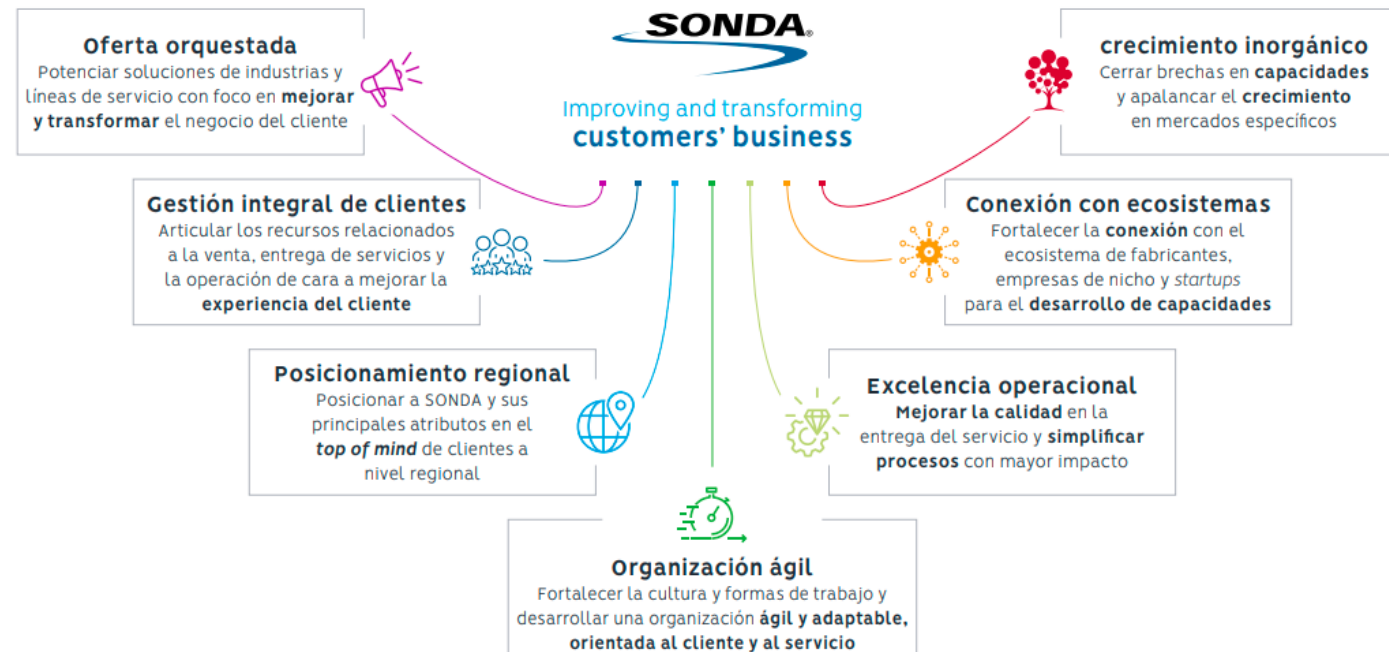 SONDA®
Improving and transforming
customers' business
Oferta orquestada
Potenciar soluciones de industrias y
líneas de servicio con foco en mejorar
y transformar el negocio del cliente
Gestión integral de clientes
Articular los recursos relacionados
a la venta, entrega de servicios y
la operación de cara a mejorar la
experiencia del cliente
Posicionamiento regional
Posicionar a SONDA y sus
principales atributos en el
top of mind de clientes a
nivel regional
Organización ágil
Fortalecer la cultura y formas de trabajo y
desarrollar una organización ágil y adaptable,
orientada al cliente y al servicio
Excelencia operacional
Mejorar la calidad en la
entrega del servicio y simplificar
procesos con mayor impacto
Conexión con ecosistemas
Fortalecer la conexión con el
ecosistema de fabricantes,
empresas de nicho y startups
para el desarrollo de capacidades
crecimiento inorgánico
Cerrar brechas en capacidades
y apalancar el crecimiento
en mercados específicos